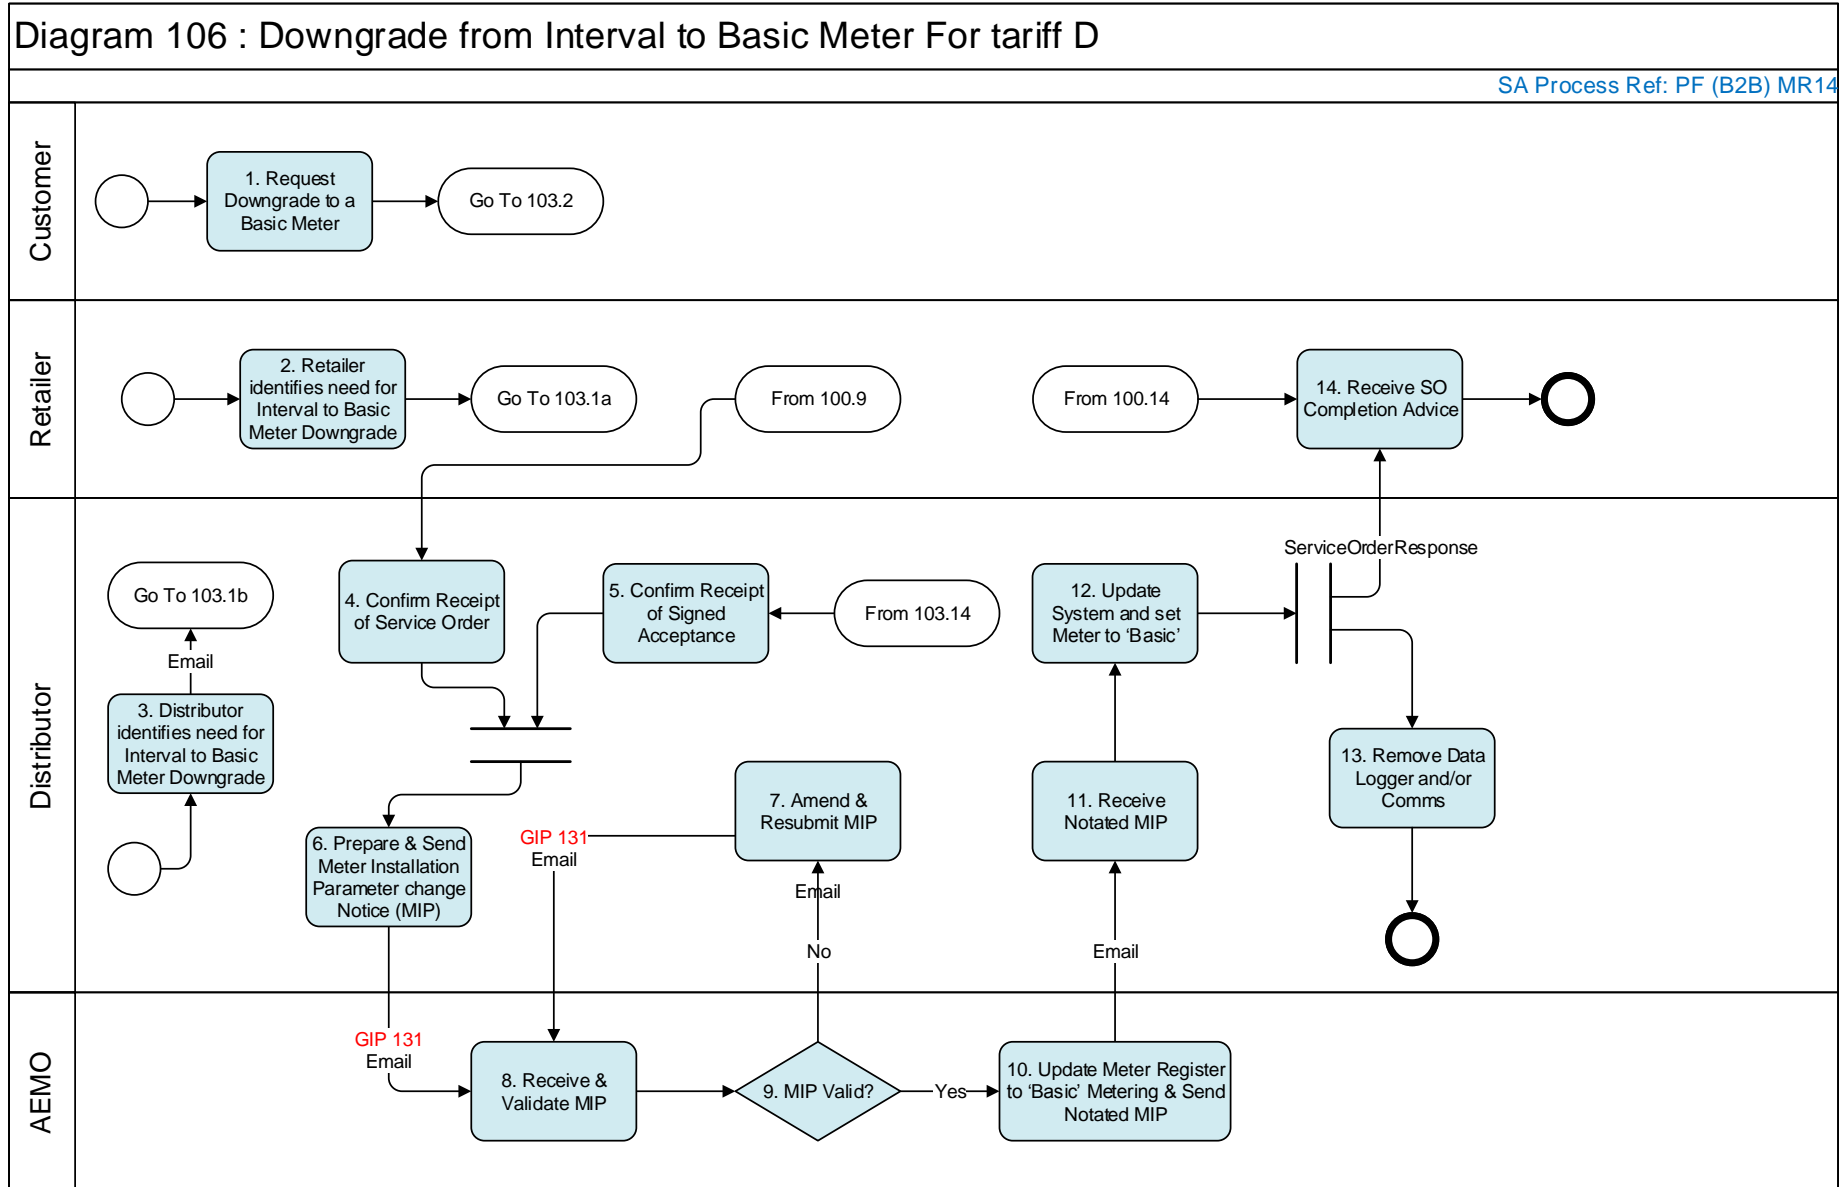 Diagram 106 : Downgrade from Interval to Basic Meter For tariff D
SA Process Ref: PF (B2B) MR14
Customer
1. Request
Downgrade to a
Basic Meter
Go To 103.2
Retailer
2. Retailer
identifies need for
Interval to Basic
Meter Downgrade
Go To 103.1a
From 100.9
From 100.14
14. Receive SO
Completion Advice
Distributor
Go To 103.1b
Email
3. Distributor
identifies need for
Interval to Basic
Meter Downgrade
4. Confirm Receipt
of Service Order
5. Confirm Receipt
of Signed
Acceptance
From 103.14
6. Prepare & Send
Meter Installation
Parameter change
Notice (MIP)
GIP 131
Email
7. Amend &
Resubmit MIP
Email
No
11. Receive
Notated MIP
Email
12. Update
System and set
Meter to ‘Basic’
ServiceOrderResponse
13. Remove Data
Logger and/or
Comms
AEMO
GIP 131
Email
8. Receive &
Validate MIP
9. MIP Valid?
Yes
10. Update Meter Register
to ‘Basic’ Metering & Send
Notated MIP